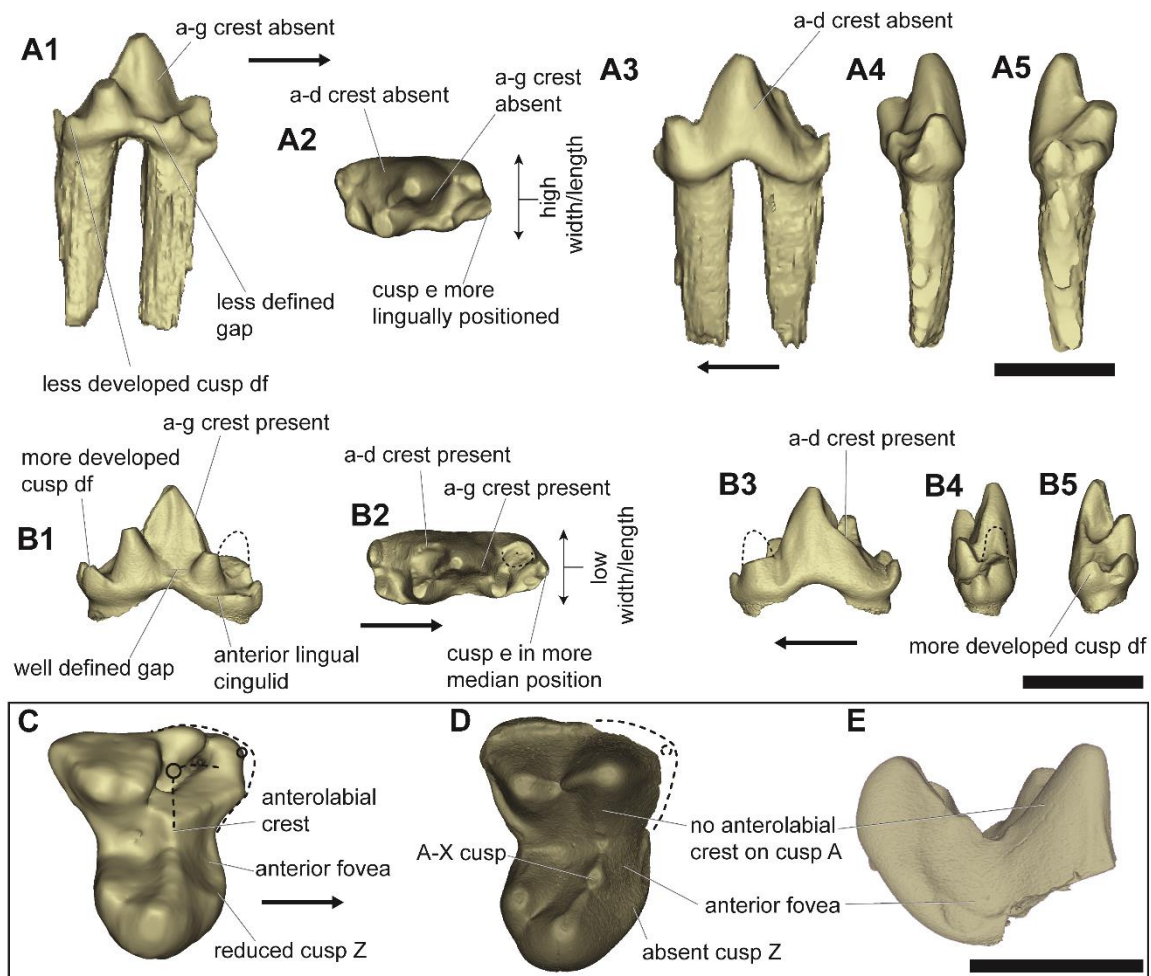 A1
a-g crest absent
a-d crest absent
a-g crest
absent
A2
high
width/length
less defined
gap
cusp e more
lingually positioned
less developed cusp df
a-d crest absent
A3
A4
A5
a-g crest present
more developed
cusp df
B1
well defined gap
anterior lingual
cingulid
a-d crest present
a-g crest present
B2
low
width/length
cusp e in more
median position
a-d crest present
B3
B4
B5
more developed cusp df
C
anterolabial
crest
anterior fovea
reduced cusp Z
D
A-X cusp
E
no anterolabial
crest on cusp A
anterior fovea
absent cusp Z